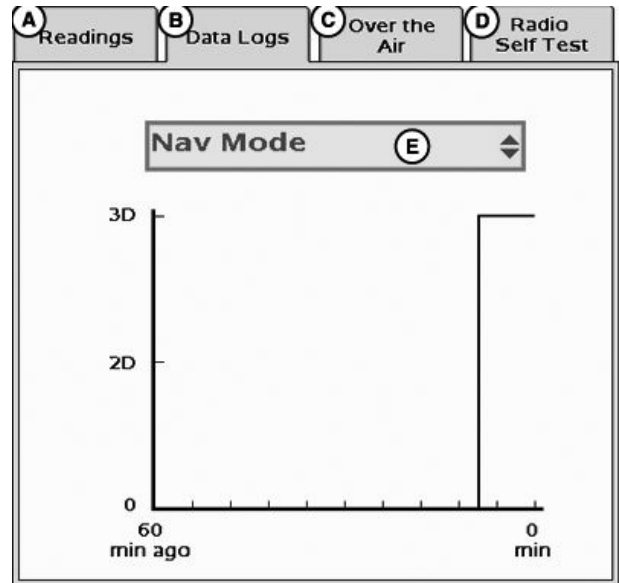 A
Readings
B
Data Logs
C
Over the
Air
D
Radio
Self Test
Nav Mode
E
3D
2D
0
60
min ago
0
min